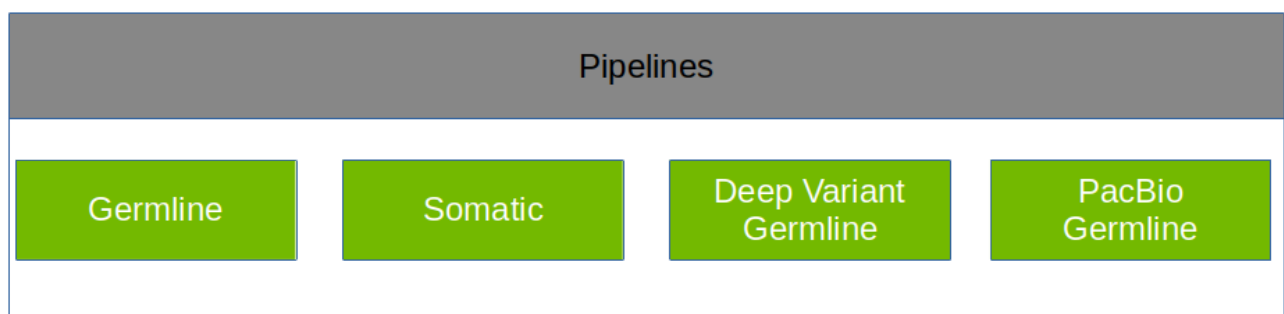 Pipelines
Germline
Somatic
Deep Variant
Germline
PacBio
Germline